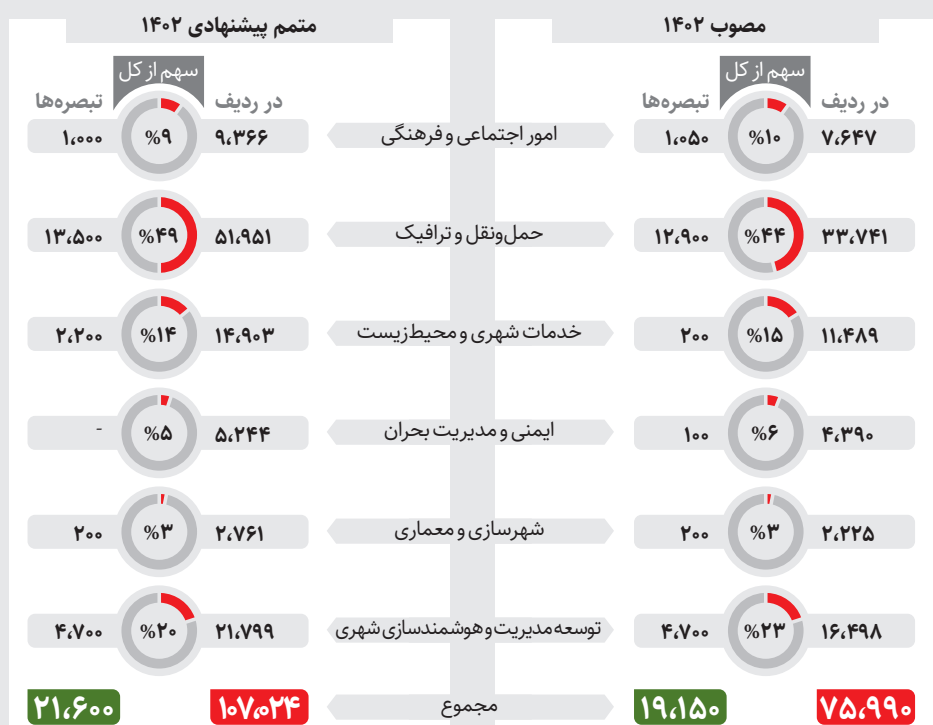 مصوب ۱۴۰۲
متمم پیشنهادی ۱۴۰۲
در ردیف سهم از کل تبصره‌ها
در ردیف سهم از کل تبصره‌ها
۷،۶۴۷ %۱۰ ۱،۰۵۰ امور اجتماعی و فرهنگی ۹،۳۶۶ %۹ ۱،۰۰۰
۳۳،۷۴۱ %۴۴ ۱۲،۹۰۰ حمل‌ونقل و ترافیک ۵۱،۹۵۱ %۴۹ ۱۳،۵۰۰
۱۱،۴۸۹ %۱۵ ۲۰۰ خدمات شهری و محیط‌زیست ۱۴،۹۰۳ %۱۴ ۲،۲۰۰
۴،۳۹۰ %۶ ۱۰۰ ایمنی و مدیریت بحران ۵،۲۴۴ %۵ -
۲،۲۲۵ %۳ ۲۰۰ شهرسازی و معماری ۲،۷۶۱ %۳ ۲۰۰
۱۶،۴۹۸ %۲۳ ۴،۷۰۰ توسعه مدیریت و هوشمندسازی شهری ۲۱،۷۹۹ %۲۰ ۴،۷۰۰
۷۵،۹۹۰ ۱۹،۱۵۰ مجموع ۱۰۷،۰۲۴ ۲۱،۶۰۰